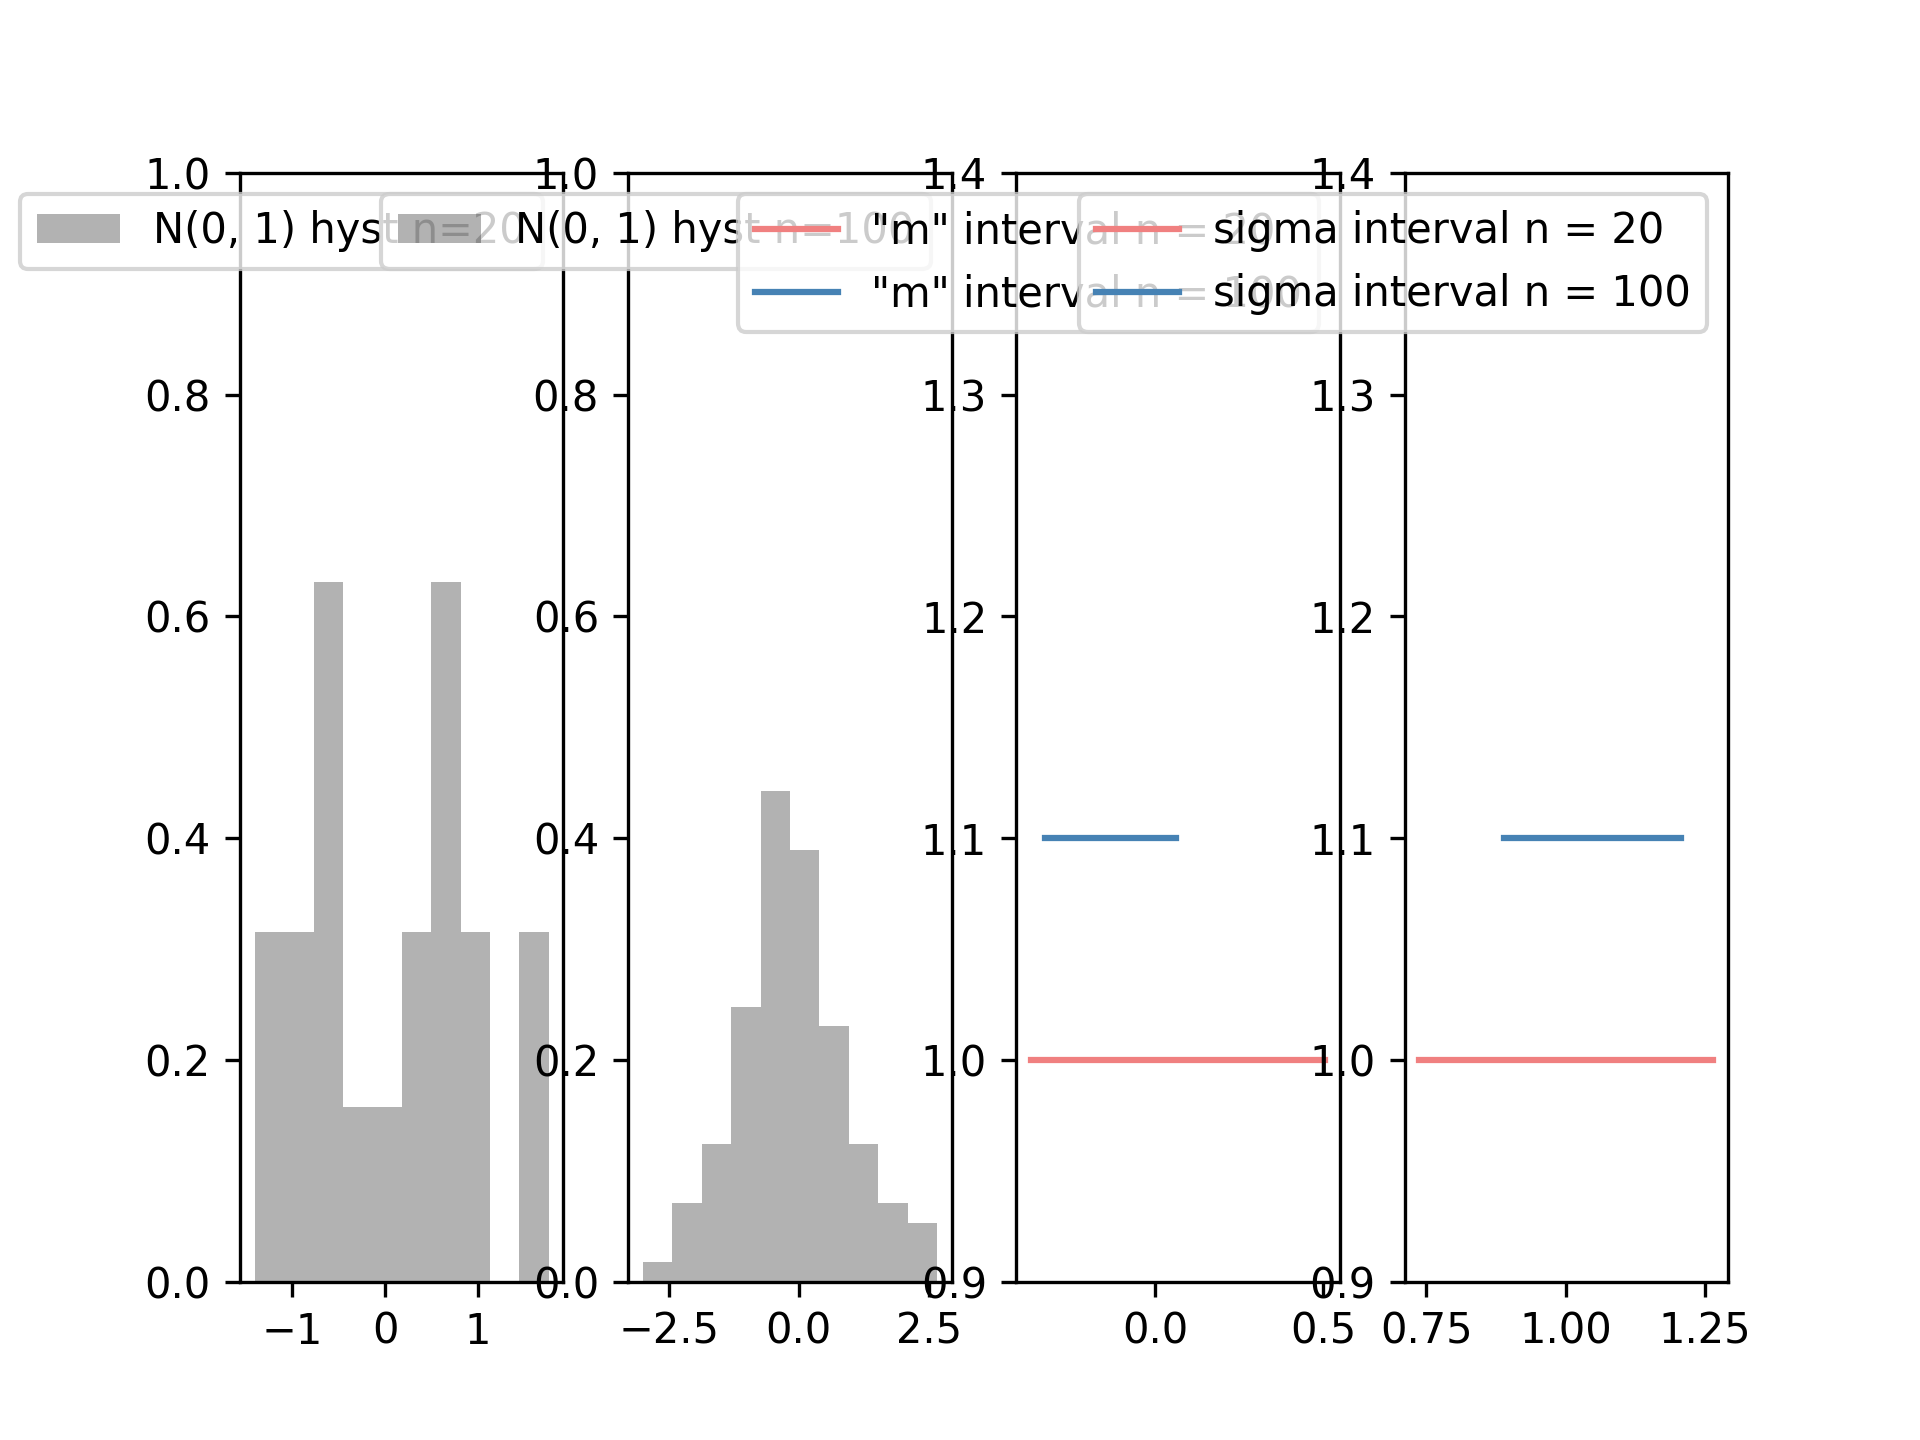 1.0
0.8
0.6
0.4
0.2
0.0
−1 0 1
N(0, 1) hyst n=20
1.0
0.8
0.6
0.4
0.2
0.0
−2.5 0.0 2.5
N(0, 1) hyst n=100
1.4
1.3
1.2
1.1
1.0
0.9
0.0 0.5
"m" interval n = 20
"m" interval n = 100
1.4
1.3
1.2
1.1
1.0
0.9
0.75 1.00 1.25
sigma interval n = 20
sigma interval n = 100